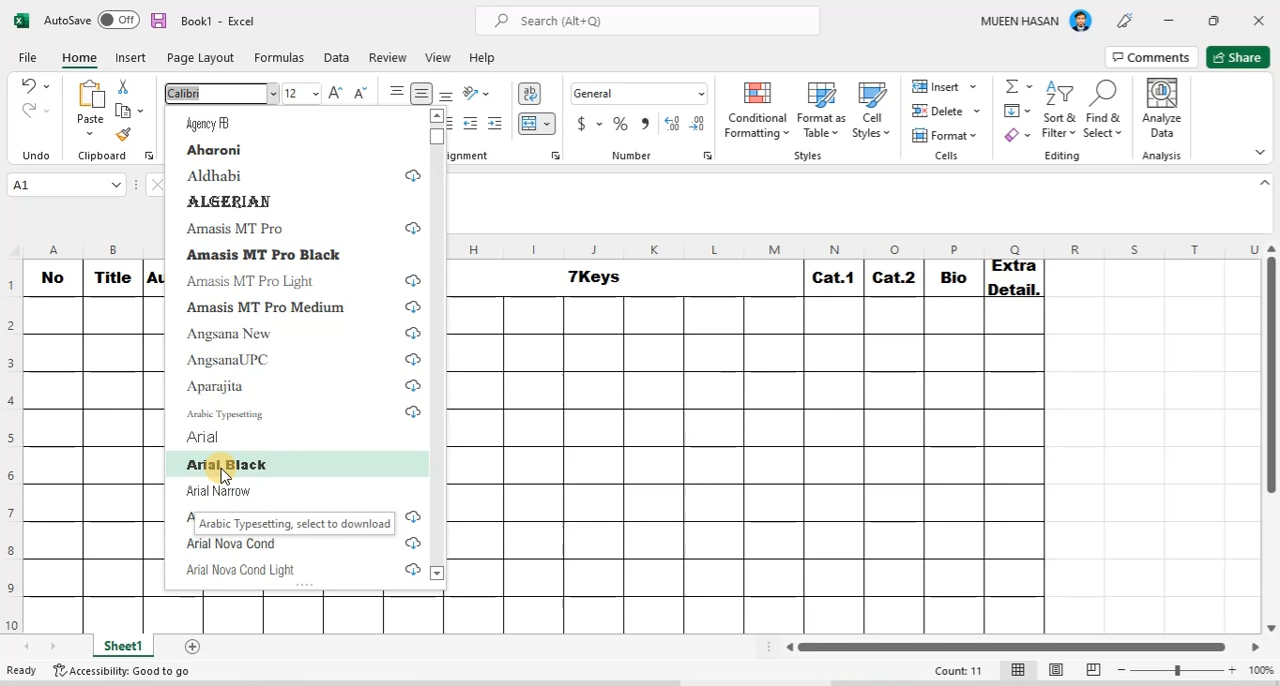 AutoSave Off Book1 - Excel Search (Alt+Q) MUEEN HASAN
File Home Insert Page Layout Formulas Data Review View Help Comments Share
Calibri 12 General Insert
Paste Conditional Formatting Format as Table Cell Styles Delete Sort & Filter Find & Select Analyze Data
$ % , Format
Undo Clipboard ignment Number Styles Cells Editing Analysis
A1
Agency FB
Aharoni
Aldhabi
ALGERIAN
Amasis MT Pro
Amasis MT Pro Black
Amasis MT Pro Light
Amasis MT Pro Medium
Angsana New
AngsanaUPC
Aparajita
Arabic Typesetting
Arial
Arial Black
Arial Narrow
Arabic Typesetting, select to download
Arial Nova Cond
Arial Nova Cond Light
A B H I J K L M N O P Q R S T U
1 No Title Au 7Keys Cat.1 Cat.2 Bio Extra Detail.
2
3
4
5
6
7
8
9
10
Sheet1
Ready Accessibility: Good to go Count: 11 100%